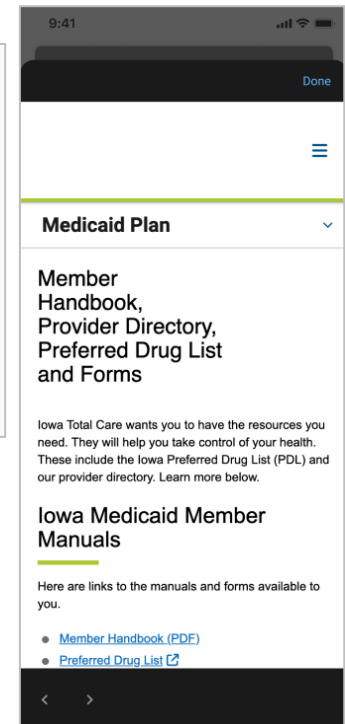 9:41
Done
Medicaid Plan
Member
Handbook,
Provider Directory,
Preferred Drug List
and Forms
Iowa Total Care wants you to have the resources you
need. They will help you take control of your health.
These include the Iowa Preferred Drug List (PDL) and
our provider directory. Learn more below.
Iowa Medicaid Member
Manuals
Here are links to the manuals and forms available to
you.
Member Handbook (PDF)
Preferred Drug List